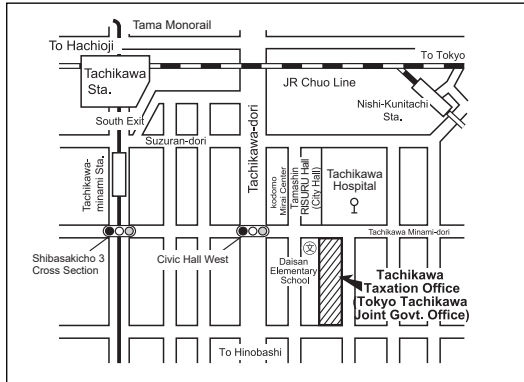 Tama Monorail
To Hachioji
To Tokyo
Tachikawa
Sta.
JR Chuo Line
Nishi-Kunitachi
Sta.
South Exit
Suzuran-dori
Tachikawa-dori
Tachikawa-
minami Sta.
kodomo
Mirai Center
Tamashin
RISURU Hall
(City Hall)
Tachikawa
Hospital
Tachikawa Minami-dori
Shibasakicho 3
Cross Section
Civic Hall West
文
Daisan
Elementary
School
Tachikawa
Taxation Office
(Tokyo Tachikawa
Joint Govt. Office)
To Hinobashi